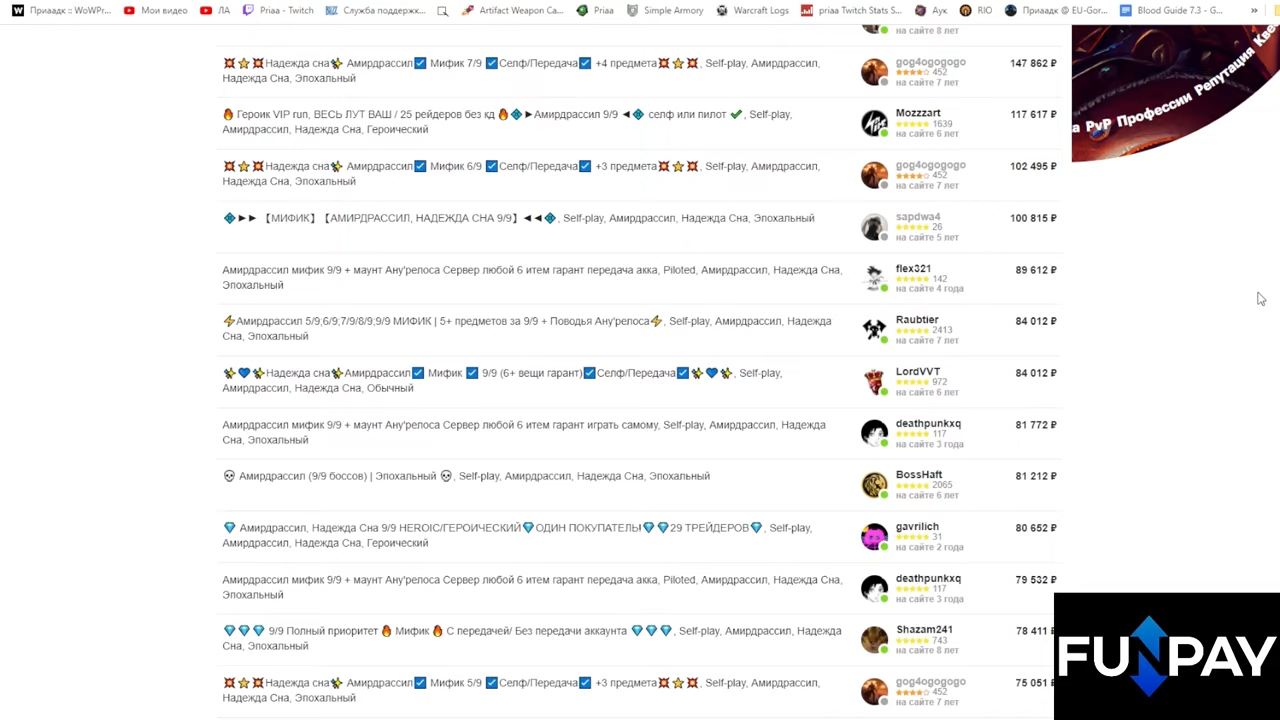 Приаадк :: WoWPr...
Мои видео
ЛА
Priaa - Twitch
Служба поддержк...
Artifact Weapon Ca...
Priaa
Simple Armory
Warcraft Logs
priaa Twitch Stats S...
Аук
RIO
Приаадк @ EU-Gor...
Blood Guide 7.3 - G...
»
на сайте 8 лет
💥⭐💥Надежда сна✨ Амирдрассил☑️ Мифик 7/9 ☑️Селф/Передача☑️ +4 предмета💥⭐💥, Self-play, Амирдрассил,
Надежда Сна, Эпохальный
gog4ogogogo
★★★★☆ 452
на сайте 7 лет
147 862 ₽
🔥 Героик VIP run, ВЕСЬ ЛУТ ВАШ / 25 рейдеров без кд 🔥💠►Амирдрассил 9/9 ◄💠 селф или пилот ✔, Self-play,
Амирдрассил, Надежда Сна, Героический
Mozzzart
★★★★★ 1639
на сайте 6 лет
117 617 ₽
💥⭐💥Надежда сна✨ Амирдрассил☑️ Мифик 6/9 ☑️Селф/Передача☑️ +3 предмета💥⭐💥, Self-play, Амирдрассил,
Надежда Сна, Эпохальный
gog4ogogogo
★★★★☆ 452
на сайте 7 лет
102 495 ₽
💠►► 【МИФИК】【АМИРДРАССИЛ, НАДЕЖДА СНА 9/9】◄◄💠, Self-play, Амирдрассил, Надежда Сна, Эпохальный
sapdwa4
★★★★★ 26
на сайте 5 лет
100 815 ₽
Амирдрассил мифик 9/9 + маунт Ану'релоса Сервер любой 6 итем гарант передача акка, Piloted, Амирдрассил, Надежда Сна,
Эпохальный
flex321
★★★★★ 142
на сайте 4 года
89 612 ₽
⚡Амирдрассил 5/9;6/9;7/9/8/9;9/9 МИФИК | 5+ предметов за 9/9 + Поводья Ану'релоса⚡, Self-play, Амирдрассил, Надежда
Сна, Эпохальный
Raubtier
★★★★★ 2413
на сайте 7 лет
84 012 ₽
✨💙✨Надежда сна✨Амирдрассил☑️ Мифик ☑️ 9/9 (6+ вещи гарант)☑️Селф/Передача☑️✨💙✨, Self-play,
Амирдрассил, Надежда Сна, Обычный
LordVVT
★★★★★ 972
на сайте 6 лет
84 012 ₽
Амирдрассил мифик 9/9 + маунт Ану'релоса Сервер любой 6 итем гарант играть самому, Self-play, Амирдрассил, Надежда
Сна, Эпохальный
deathpunkxq
★★★★★ 117
на сайте 3 года
81 772 ₽
💀 Амирдрассил (9/9 боссов) | Эпохальный 💀, Self-play, Амирдрассил, Надежда Сна, Эпохальный
BossHaft
★★★★★ 2065
на сайте 6 лет
81 212 ₽
💎 Амирдрассил, Надежда Сна 9/9 HEROIC/ГЕРОИЧЕСКИЙ💎ОДИН ПОКУПАТЕЛЬ!💎 💎29 ТРЕЙДЕРОВ💎, Self-play,
Амирдрассил, Надежда Сна, Героический
gavrilich
★★★★★ 31
на сайте 2 года
80 652 ₽
Амирдрассил мифик 9/9 + маунт Ану'релоса Сервер любой 6 итем гарант передача акка, Piloted, Амирдрассил, Надежда Сна,
Эпохальный
deathpunkxq
★★★★★ 117
на сайте 3 года
79 532 ₽
💎💎💎 9/9 Полный приоритет 🔥 Мифик 🔥 С передачей/ Без передачи аккаунта 💎💎💎, Self-play, Амирдрассил, Надежда
Сна, Эпохальный
Shazam241
★★★★★ 743
на сайте 8 лет
78 411 ₽
💥⭐💥Надежда сна✨ Амирдрассил☑️ Мифик 5/9 ☑️Селф/Передача☑️ +3 предмета💥⭐💥, Self-play, Амирдрассил,
Надежда Сна, Эпохальный
gog4ogogogo
★★★★☆ 452
на сайте 7 лет
75 051 ₽
а PvP Профессии Репутация Кве
FUNPAY